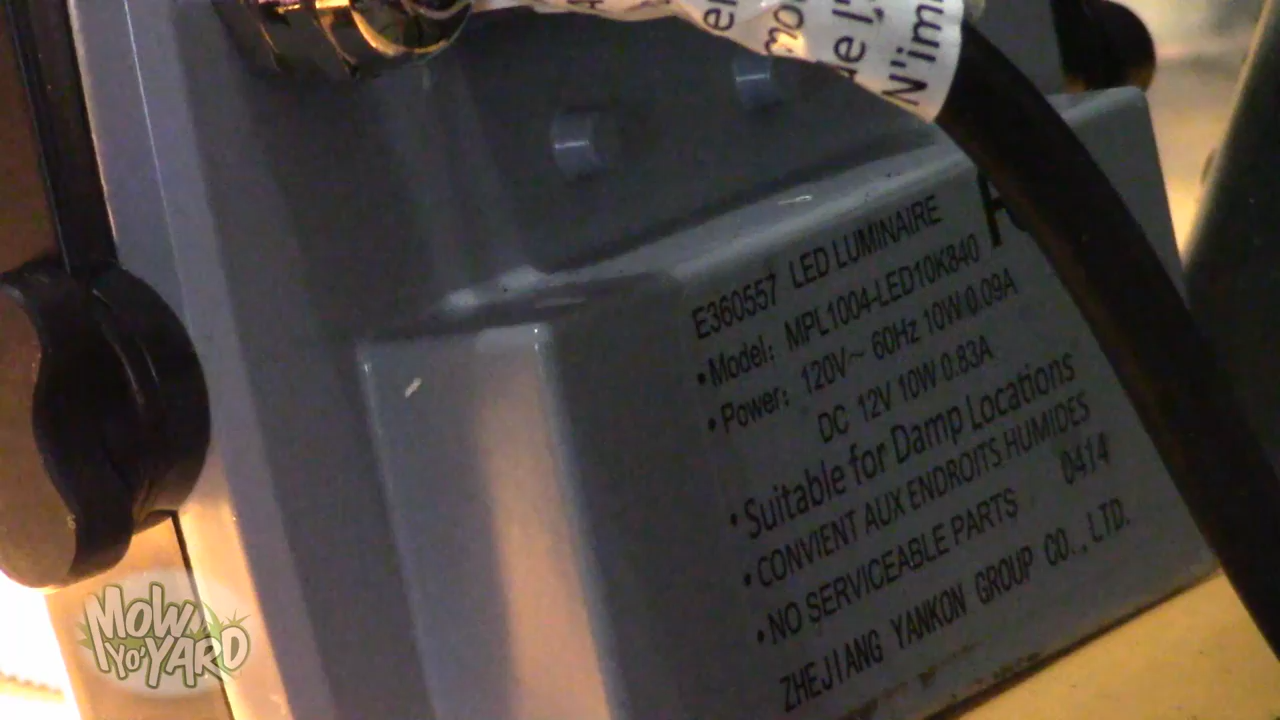 de l'
N'im
E360557 LED LUMINAIRE
•Model: MPL1004-LED10K840
•Power: 120V~ 60Hz 10W 0.09A
DC 12V 10W 0.83A
•Suitable for Damp Locations
•CONVIENT AUX ENDROITS HUMIDES
•NO SERVICEABLE PARTS 0414
ZHEJIANG YANKON GROUP CO., LTD.
MOW
YO' YARD